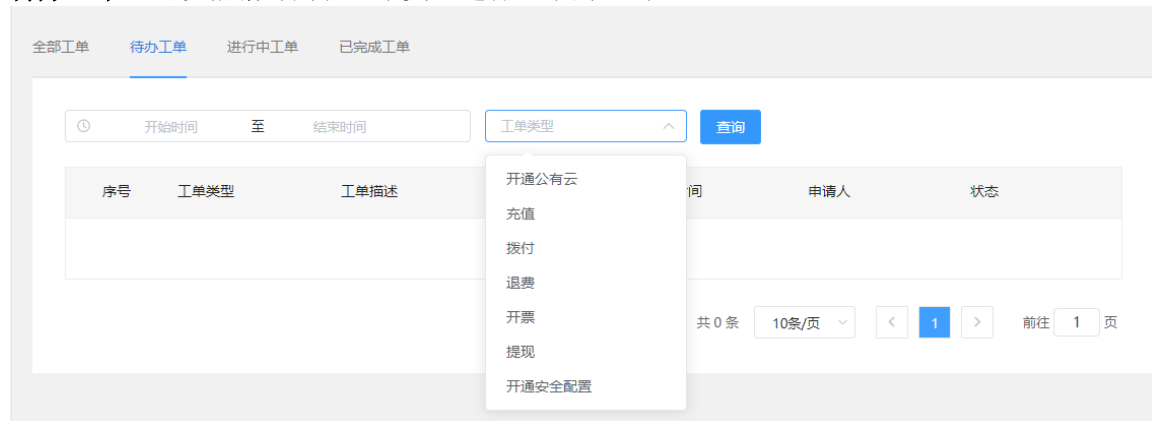 全部工单 待办工单 进行中工单 已完成工单
开始时间 至 结束时间 工单类型 查询
序号 工单类型 工单描述 间 申请人 状态
开通公有云
充值
拨付
退费
开票
提现
开通安全配置
共 0 条 10条/页 1 前往 1 页